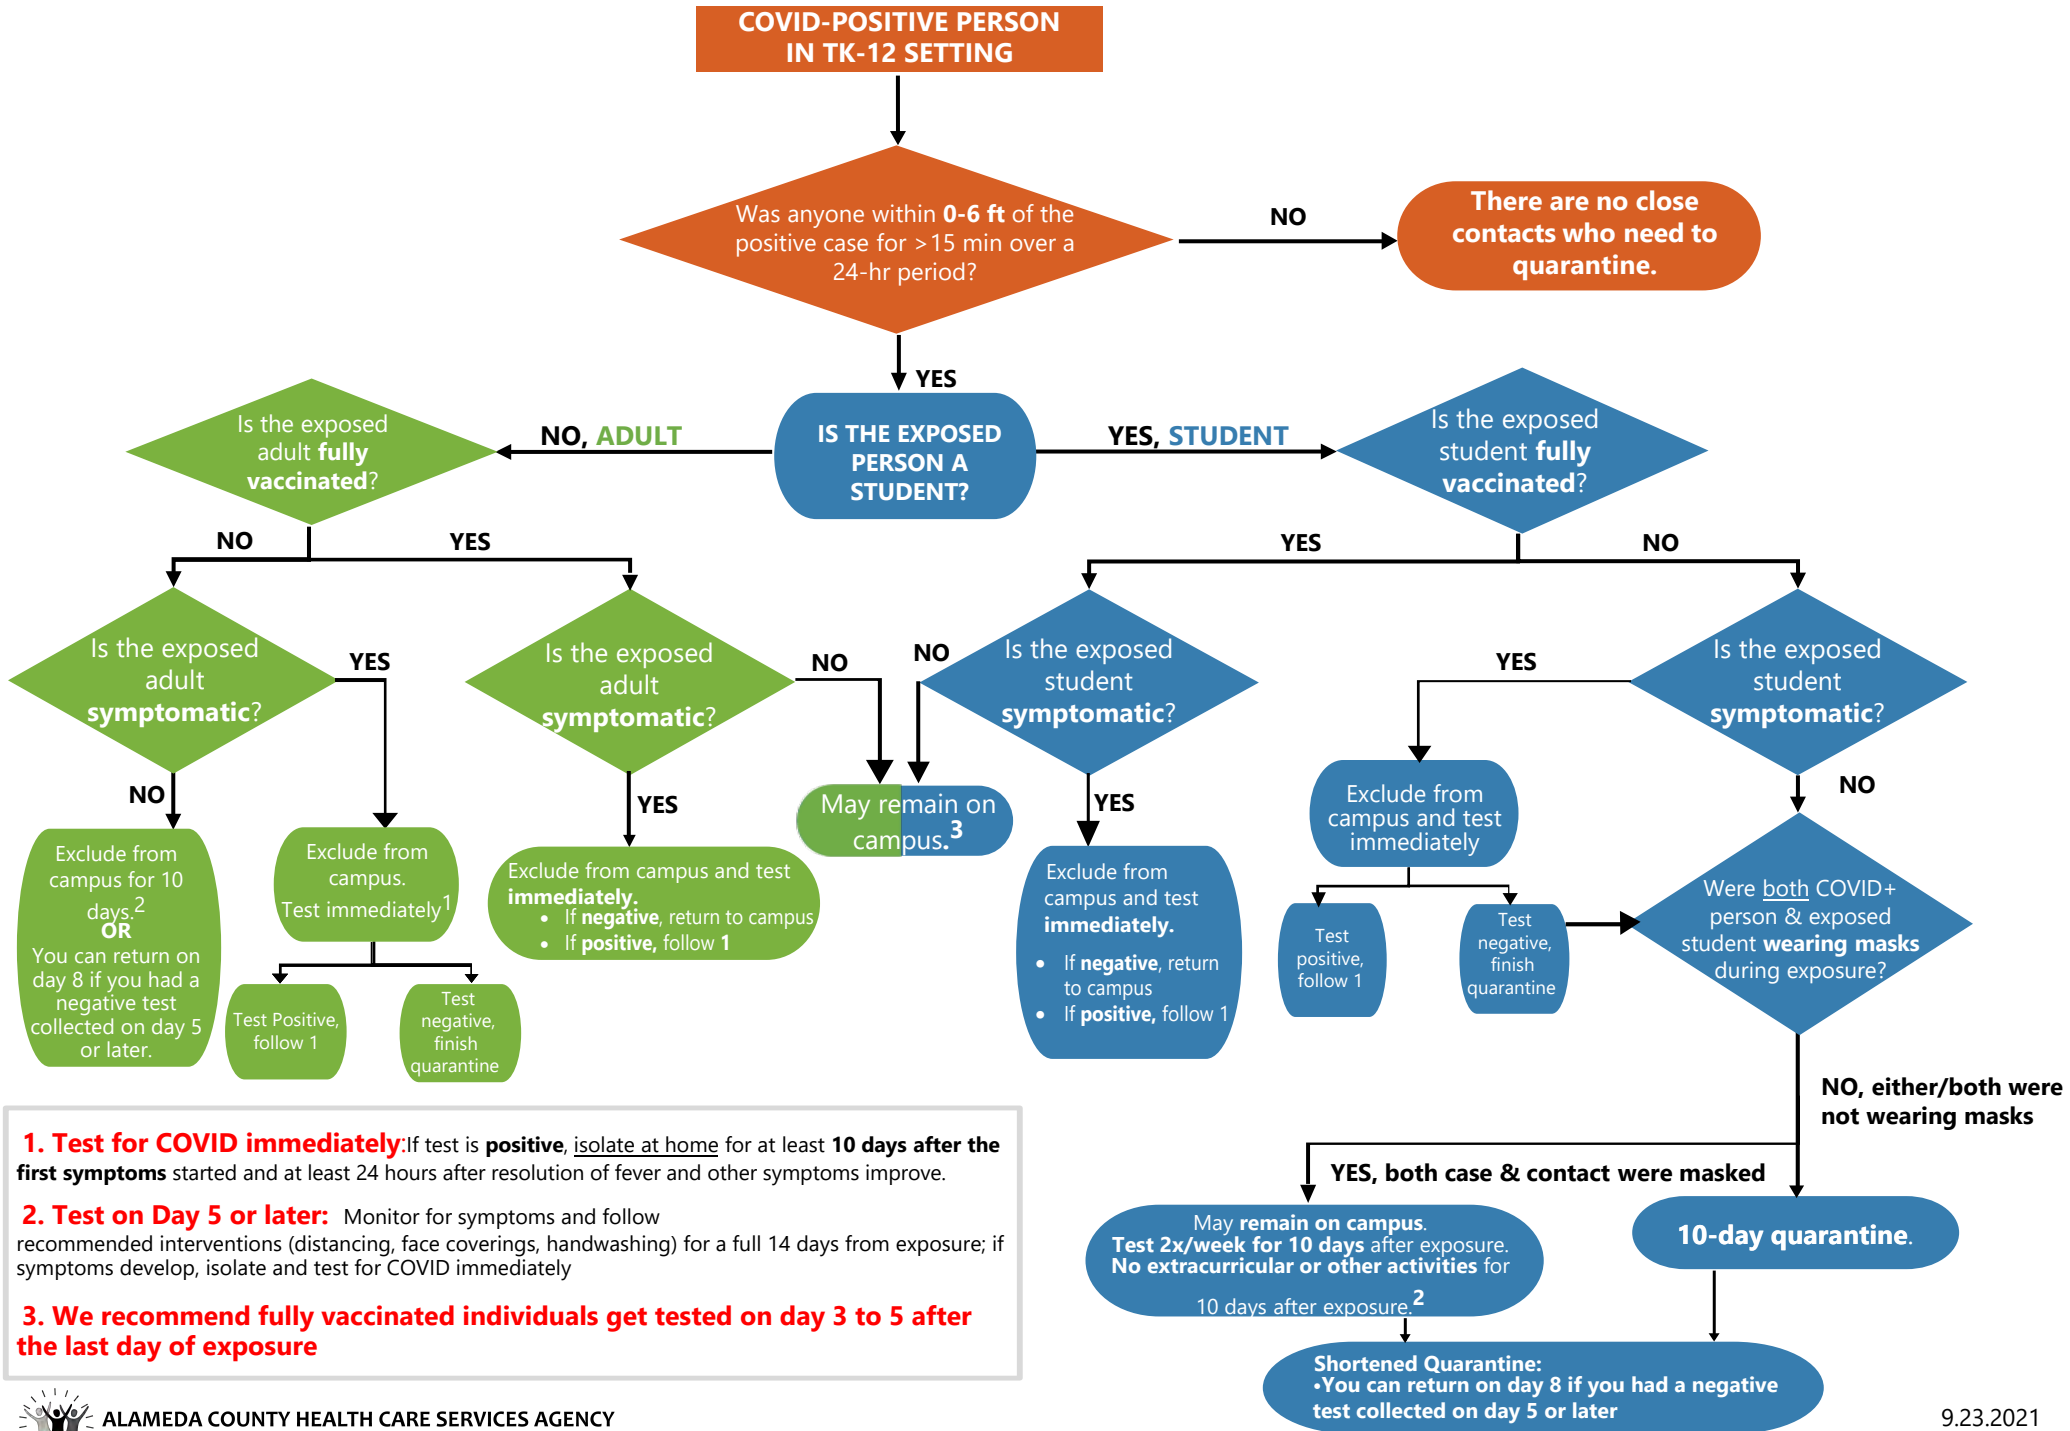 COVID-POSITIVE PERSON
IN TK-12 SETTING
Was anyone within 0-6 ft of the
positive case for >15 min over a
24-hr period?
NO
There are no close
contacts who need to
quarantine.
YES
IS THE EXPOSED
PERSON A
STUDENT?
NO, ADULT
YES, STUDENT
Is the exposed
adult fully
vaccinated?
Is the exposed
student fully
vaccinated?
NO
YES
YES
NO
Is the exposed
adult
symptomatic?
YES
Is the exposed
adult
symptomatic?
NO
NO
Is the exposed
student
symptomatic?
YES
Is the exposed
student
symptomatic?
NO
YES
May remain on
campus.3
YES
NO
Exclude from
campus for 10
days.2
OR
You can return on
day 8 if you had a
negative test
collected on day 5
or later.
Exclude from
campus.
Test immediately1
Test Positive,
follow 1
Test
negative,
finish
quarantine
Exclude from campus and test
immediately.
• If negative, return to campus
• If positive, follow 1
Exclude from
campus and test
immediately.
• If negative, return
to campus
• If positive, follow 1
Exclude from
campus and test
immediately
Test
positive,
follow 1
Test
negative,
finish
quarantine
Were both COVID+
person & exposed
student wearing masks
during exposure?
NO, either/both were
not wearing masks
YES, both case & contact were masked
May remain on campus.
Test 2x/week for 10 days after exposure.
No extracurricular or other activities for
10 days after exposure.2
10-day quarantine.
Shortened Quarantine:
•You can return on day 8 if you had a negative
test collected on day 5 or later
1. Test for COVID immediately:If test is positive, isolate at home for at least 10 days after the
first symptoms started and at least 24 hours after resolution of fever and other symptoms improve.
2. Test on Day 5 or later: Monitor for symptoms and follow
recommended interventions (distancing, face coverings, handwashing) for a full 14 days from exposure; if
symptoms develop, isolate and test for COVID immediately
3. We recommend fully vaccinated individuals get tested on day 3 to 5 after
the last day of exposure
ALAMEDA COUNTY HEALTH CARE SERVICES AGENCY
9.23.2021